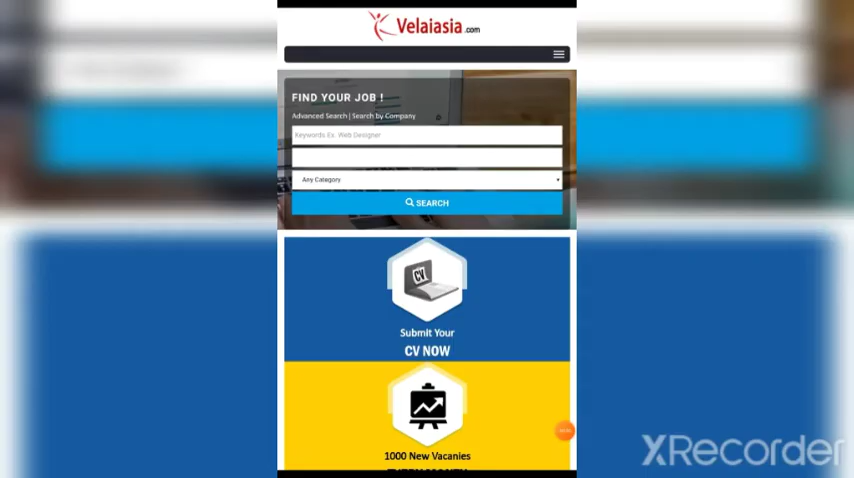 Velaiasia.com
FIND YOUR JOB !
Advanced Search | Search by Company
Keywords Ex. Web Designer
Any Category
SEARCH
CV
Submit Your
CV NOW
1000 New Vacanies
XRecorder